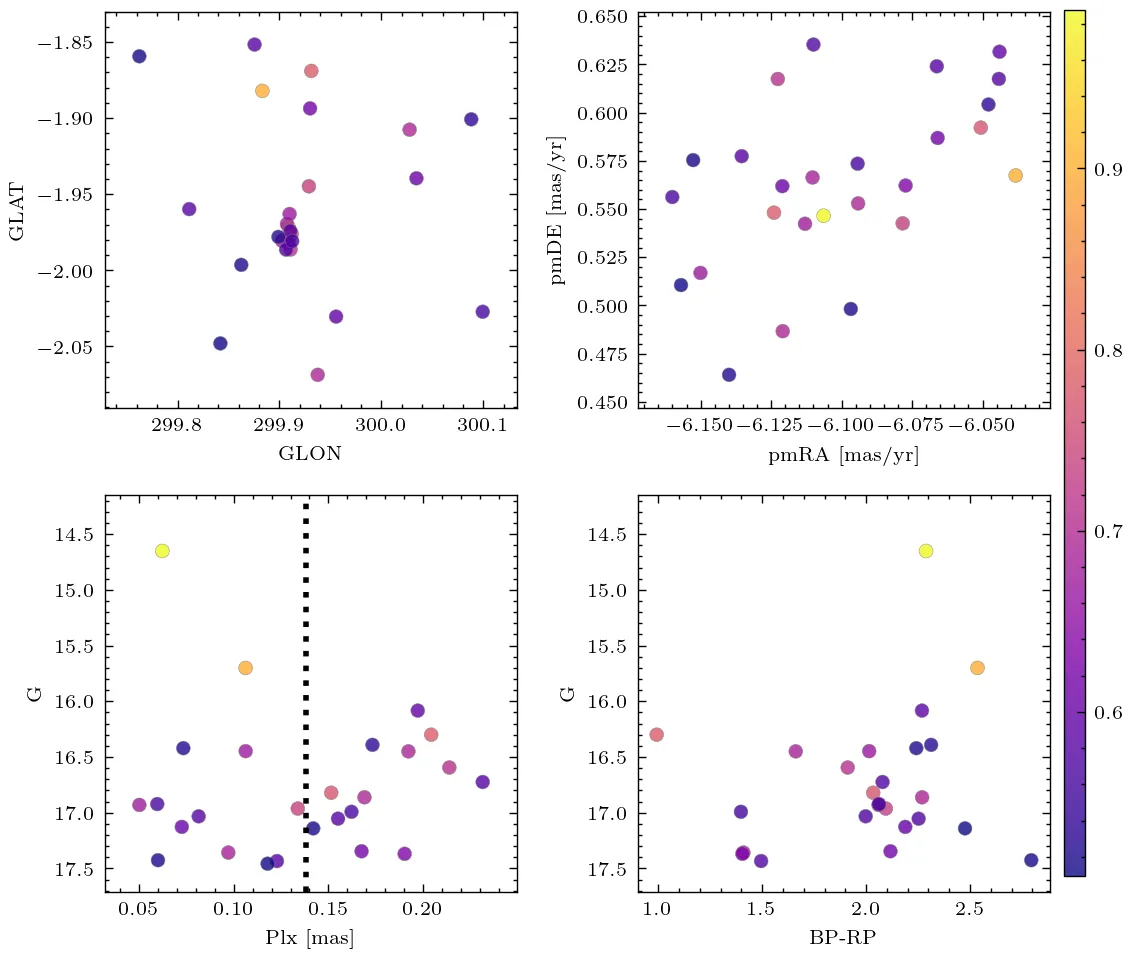 −1.85
−1.90
−1.95
−2.00
−2.05
GLAT
299.8 299.9 300.0 300.1
GLON
0.650
0.625
0.600
0.575
0.550
0.525
0.500
0.475
0.450
pmDE [mas/yr]
−6.150 −6.125 −6.100 −6.075 −6.050
pmRA [mas/yr]
0.9
0.8
0.7
0.6
14.5
15.0
15.5
16.0
16.5
17.0
17.5
G
0.05 0.10 0.15 0.20
Plx [mas]
14.5
15.0
15.5
16.0
16.5
17.0
17.5
G
1.0 1.5 2.0 2.5
BP-RP